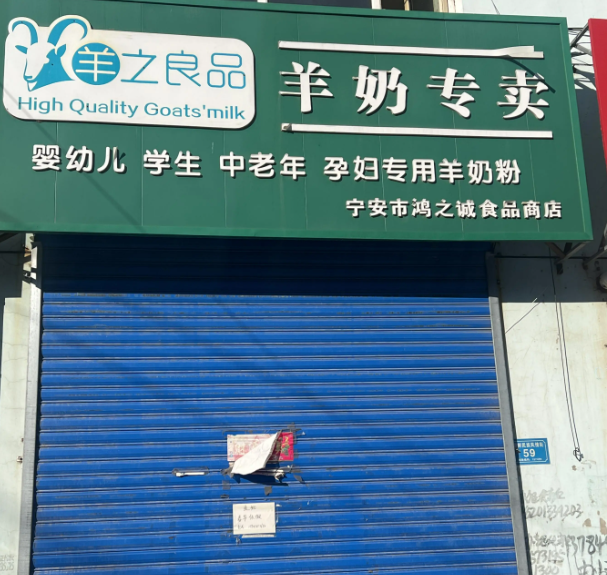 羊之良品
High Quality Goats'milk
羊奶专卖
婴幼儿 学生 中老年 孕妇专用羊奶粉
宁安市鸿之诚食品商店
59